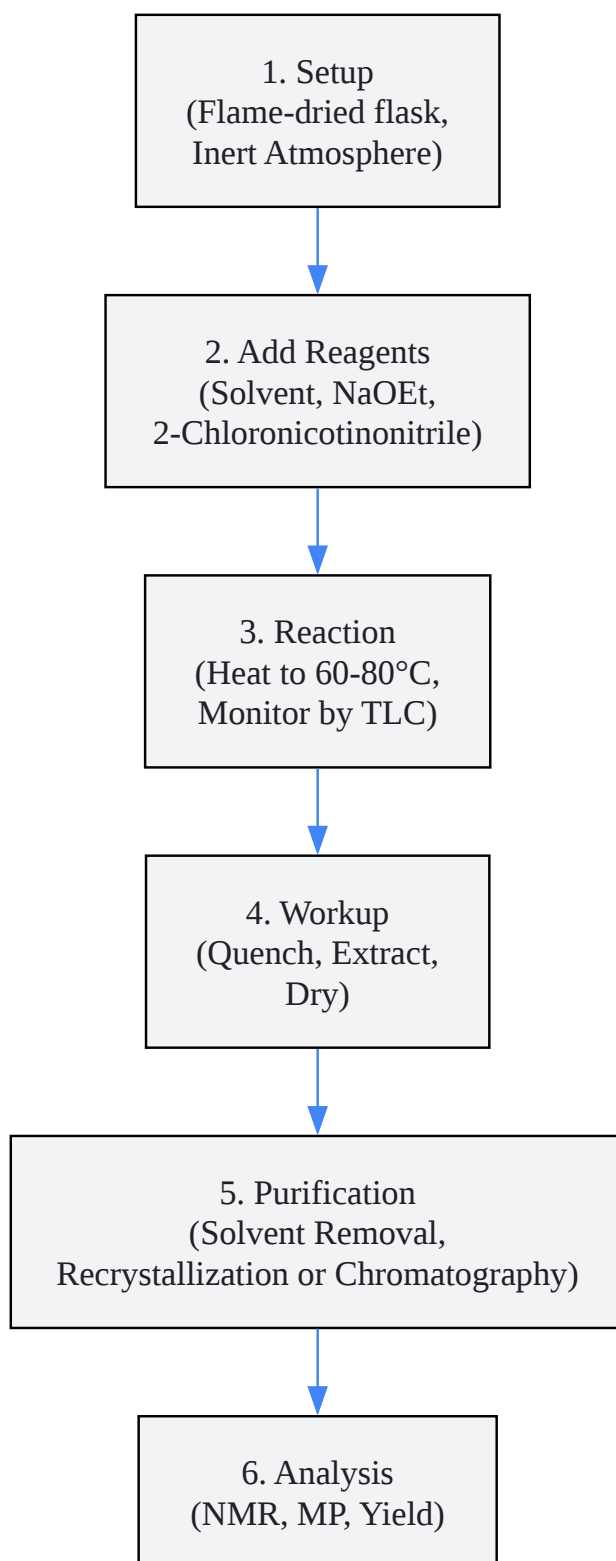 1. Setup
(Flame-dried flask,
Inert Atmosphere)
2. Add Reagents
(Solvent, NaOEt,
2-Chloronicotinonitrile)
3. Reaction
(Heat to 60-80°C,
Monitor by TLC)
4. Workup
(Quench, Extract,
Dry)
5. Purification
(Solvent Removal,
Recrystallization or Chromatography)
6. Analysis
(NMR, MP, Yield)